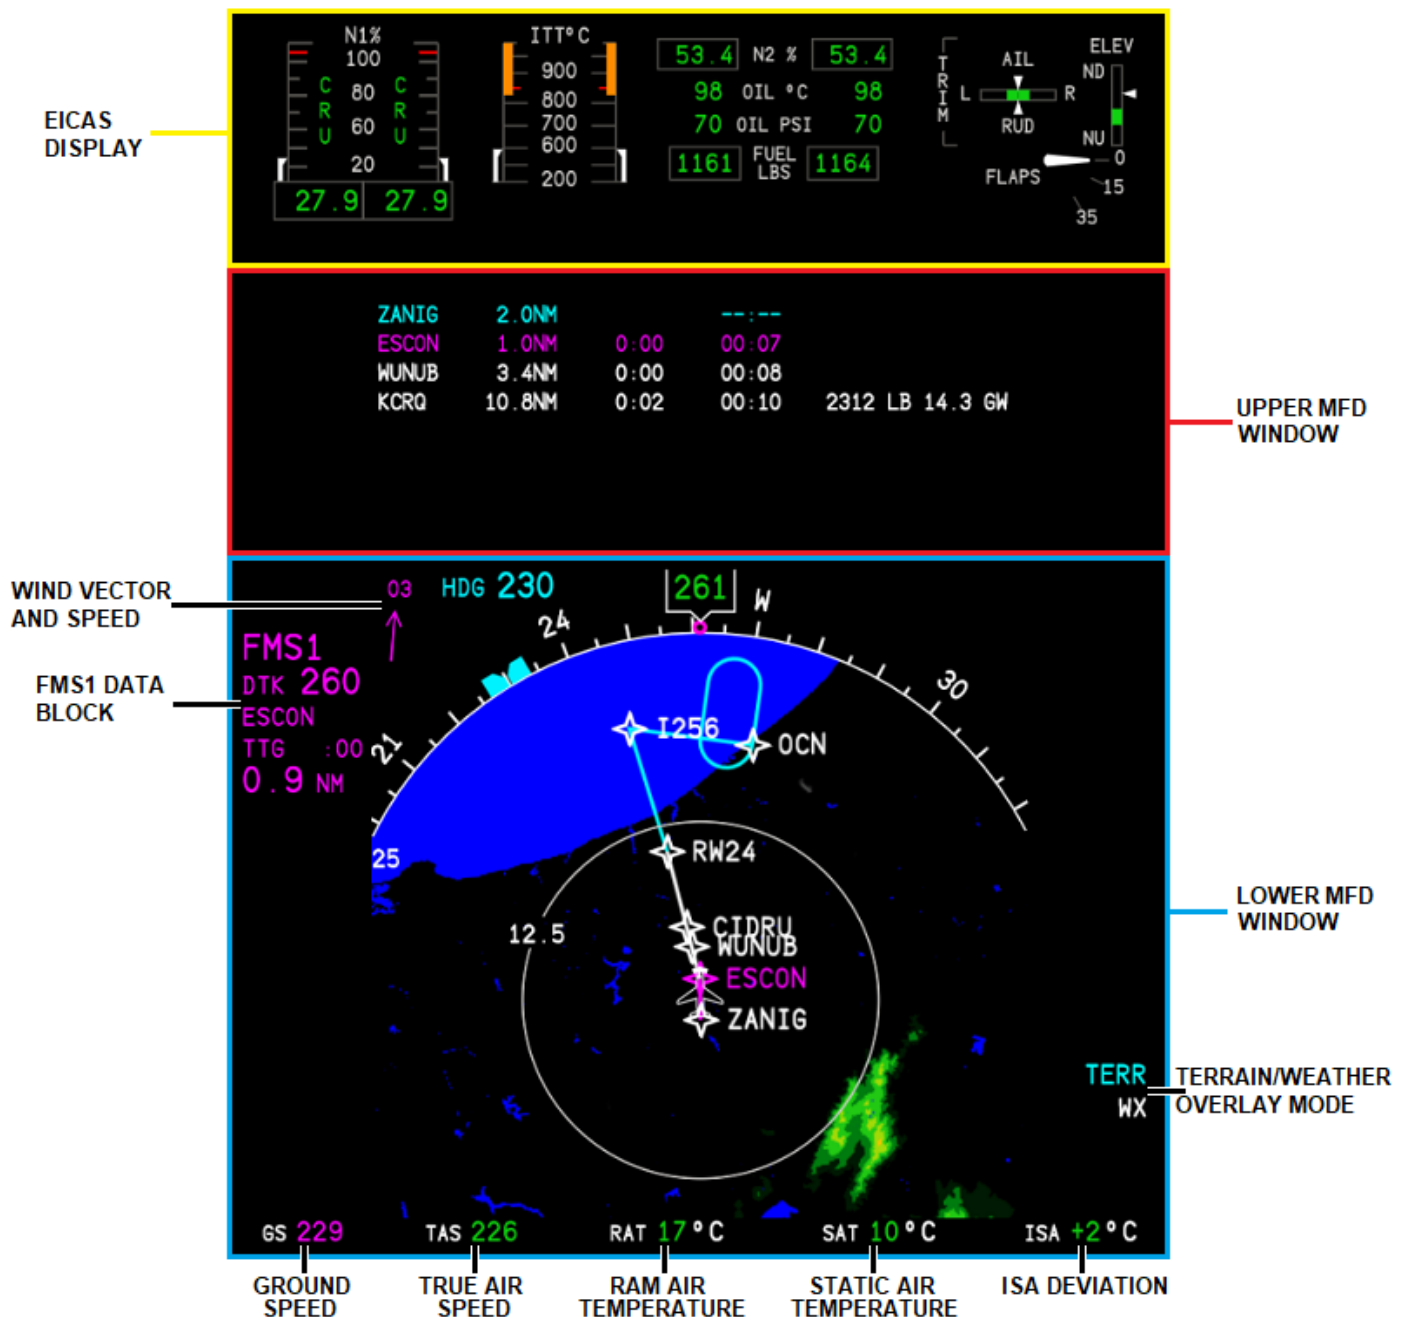 EICAS
DISPLAY
N1%
100
80
60
20
C
R
U
C
R
U
27.9 27.9
ITT°C
900
800
700
600
200
53.4 N2 % 53.4
98 OIL °C 98
70 OIL PSI 70
1161 FUEL LBS 1164
TRIM
AIL
L R
RUD
ELEV
ND
NU
FLAPS
0
15
35
ZANIG 2.0NM --:--
ESCON 1.0NM 0:00 00:07
WUNUB 3.4NM 0:00 00:08
KCRQ 10.8NM 0:02 00:10 2312 LB 14.3 GW
UPPER MFD
WINDOW
WIND VECTOR
AND SPEED
03
HDG 230
261
FMS1
DTK 260
ESCON
TTG :00
0.9 NM
FMS1 DATA
BLOCK
21
24
W
30
25
I256
OCN
RW24
12.5
CIDRU
WUNUB
ESCON
ZANIG
LOWER MFD
WINDOW
TERR
WX
TERRAIN/WEATHER
OVERLAY MODE
GS 229 TAS 226 RAT 17°C SAT 10°C ISA +2°C
GROUND
SPEED
TRUE AIR
SPEED
RAM AIR
TEMPERATURE
STATIC AIR
TEMPERATURE
ISA DEVIATION